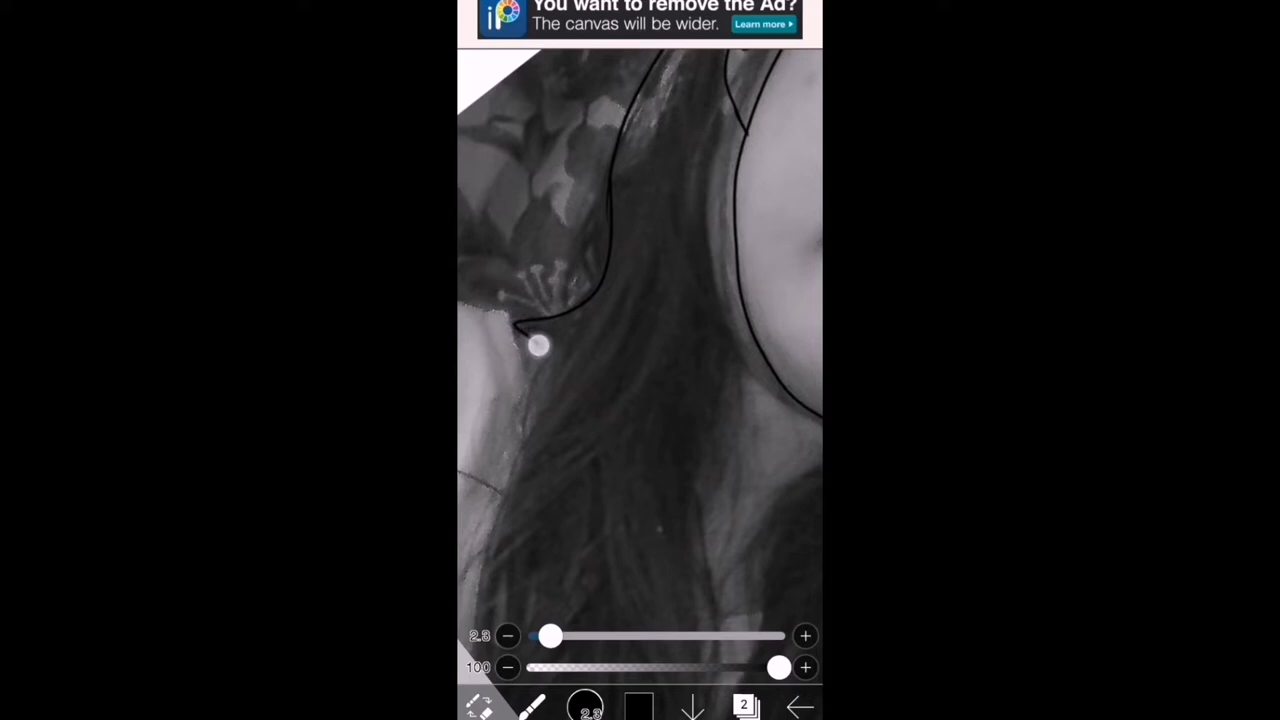 iP
You want to remove the Ad?
The canvas will be wider.
Learn more
2.3
100
2.3
2